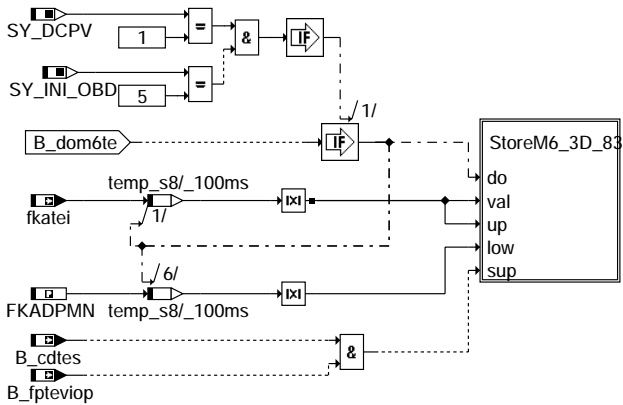 SY_DCPV
1
=
&
IF
SY_INI_OBD
5
=
1/
B_dom6te
IF
StoreM6_3D_83
do
temp_s8/_100ms
|x|
val
fkatei
1/
up
low
6/
sup
FKADPMN
P
temp_s8/_100ms
|x|
B_cdtes
&
B_fpteviop